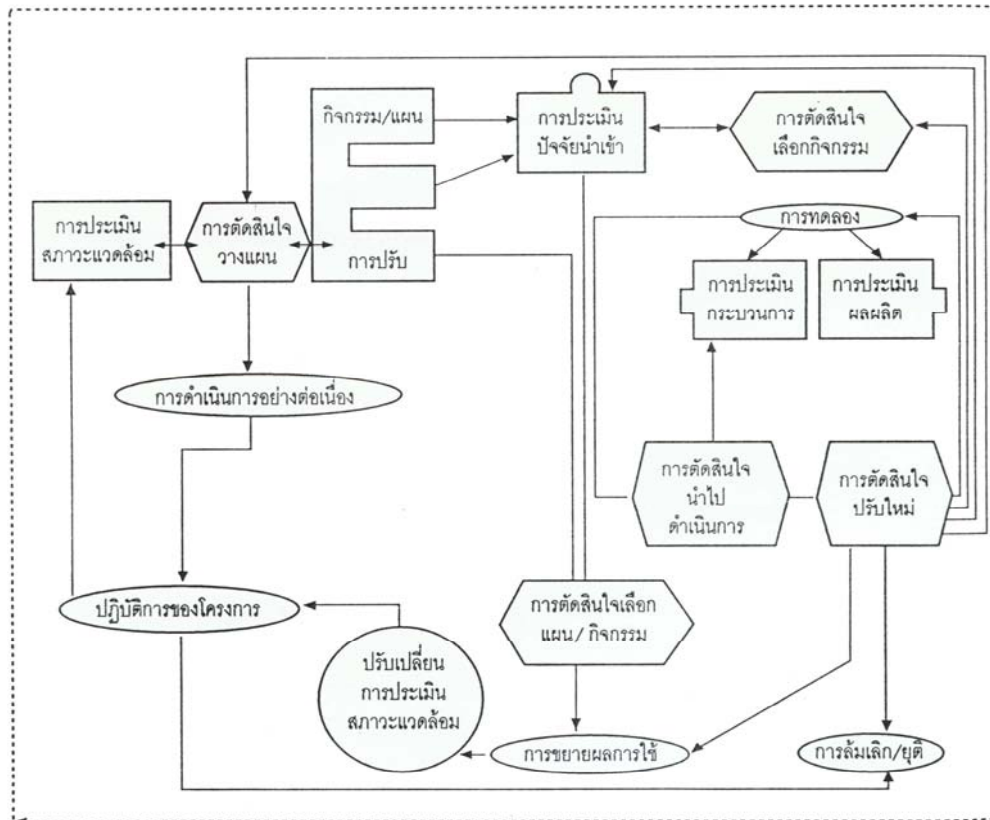 กิจกรรม/แผน
การประเมิน
ปัจจัยนำเข้า
การตัดสินใจ
เลือกกิจกรรม
การประเมิน
สภาวะแวดล้อม
การตัดสินใจ
วางแผน
การปรับ
การทดลอง
การประเมิน
กระบวนการ
การประเมิน
ผลผลิต
การดำเนินการอย่างต่อเนื่อง
การตัดสินใจ
นำไป
ดำเนินการ
การตัดสินใจ
ปรับใหม่
ปฏิบัติการของโครงการ
การตัดสินใจเลือก
แผน / กิจกรรม
ปรับเปลี่ยน
การประเมิน
สภาวะแวดล้อม
การขยายผลการใช้
การล้มเลิก/ยุติ